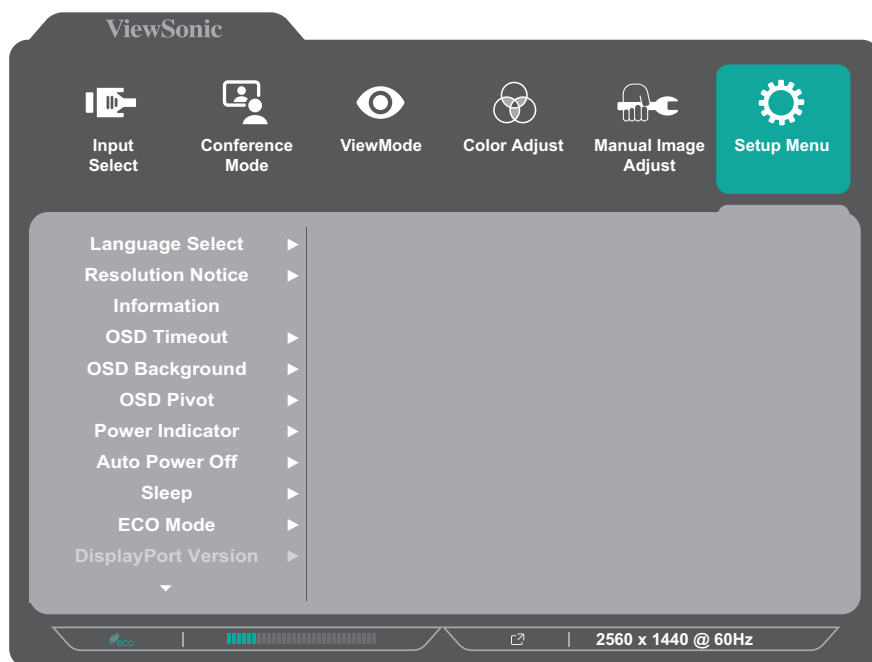 ViewSonic
Input
Select
Conference
Mode
ViewMode
Color Adjust
Manual Image
Adjust
Setup Menu
Language Select
Resolution Notice
Information
OSD Timeout
OSD Background
OSD Pivot
Power Indicator
Auto Power Off
Sleep
ECO Mode
DisplayPort Version
eco
2560 x 1440 @ 60Hz